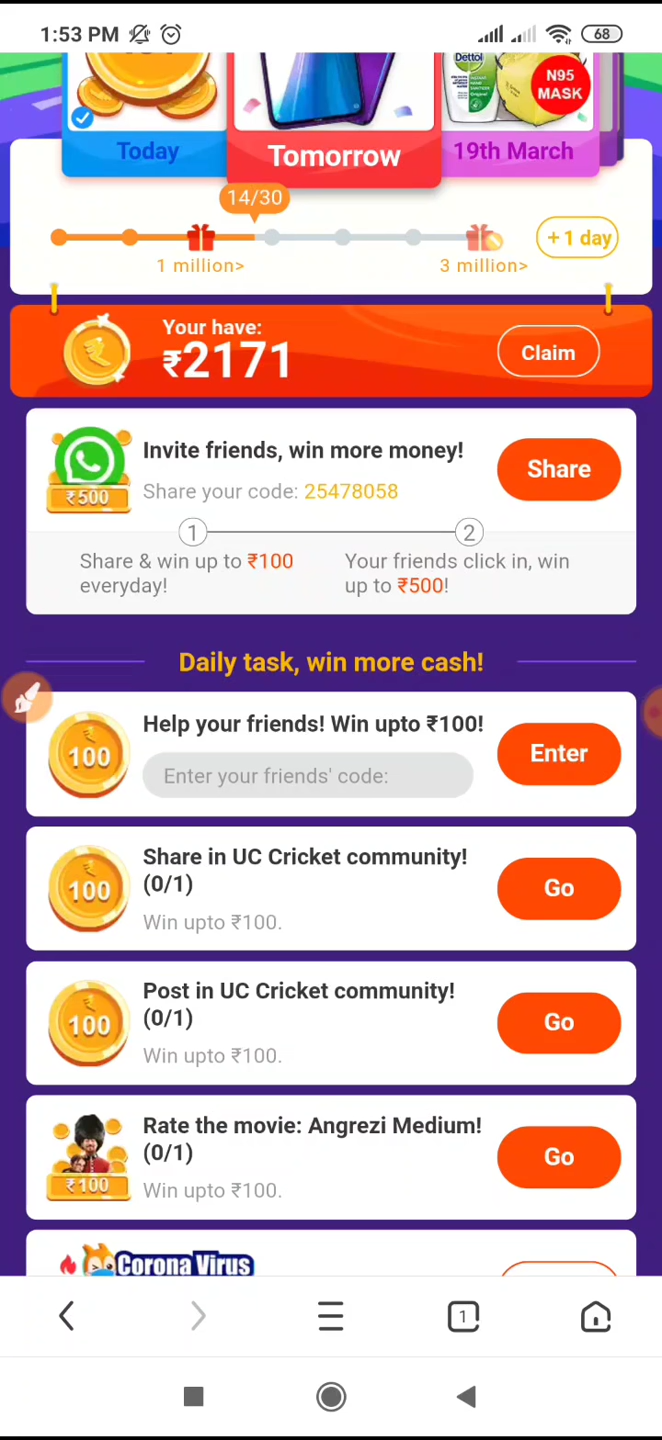 1:53 PM
68
Dettol
N95
MASK
Today
Tomorrow
19th March
14/30
+1 day
1 million>
3 million>
Your have:
₹2171
Claim
Invite friends, win more money!
₹500
Share your code: 25478058
Share
1
2
Share & win up to ₹100
everyday!
Your friends click in, win
up to ₹500!
Daily task, win more cash!
₹
100
Help your friends! Win upto ₹100!
Enter your friends' code:
Enter
₹
100
Share in UC Cricket community!
(0/1)
Win upto ₹100.
Go
₹
100
Post in UC Cricket community!
(0/1)
Win upto ₹100.
Go
₹100
Rate the movie: Angrezi Medium!
(0/1)
Win upto ₹100.
Go
Corona Virus
1